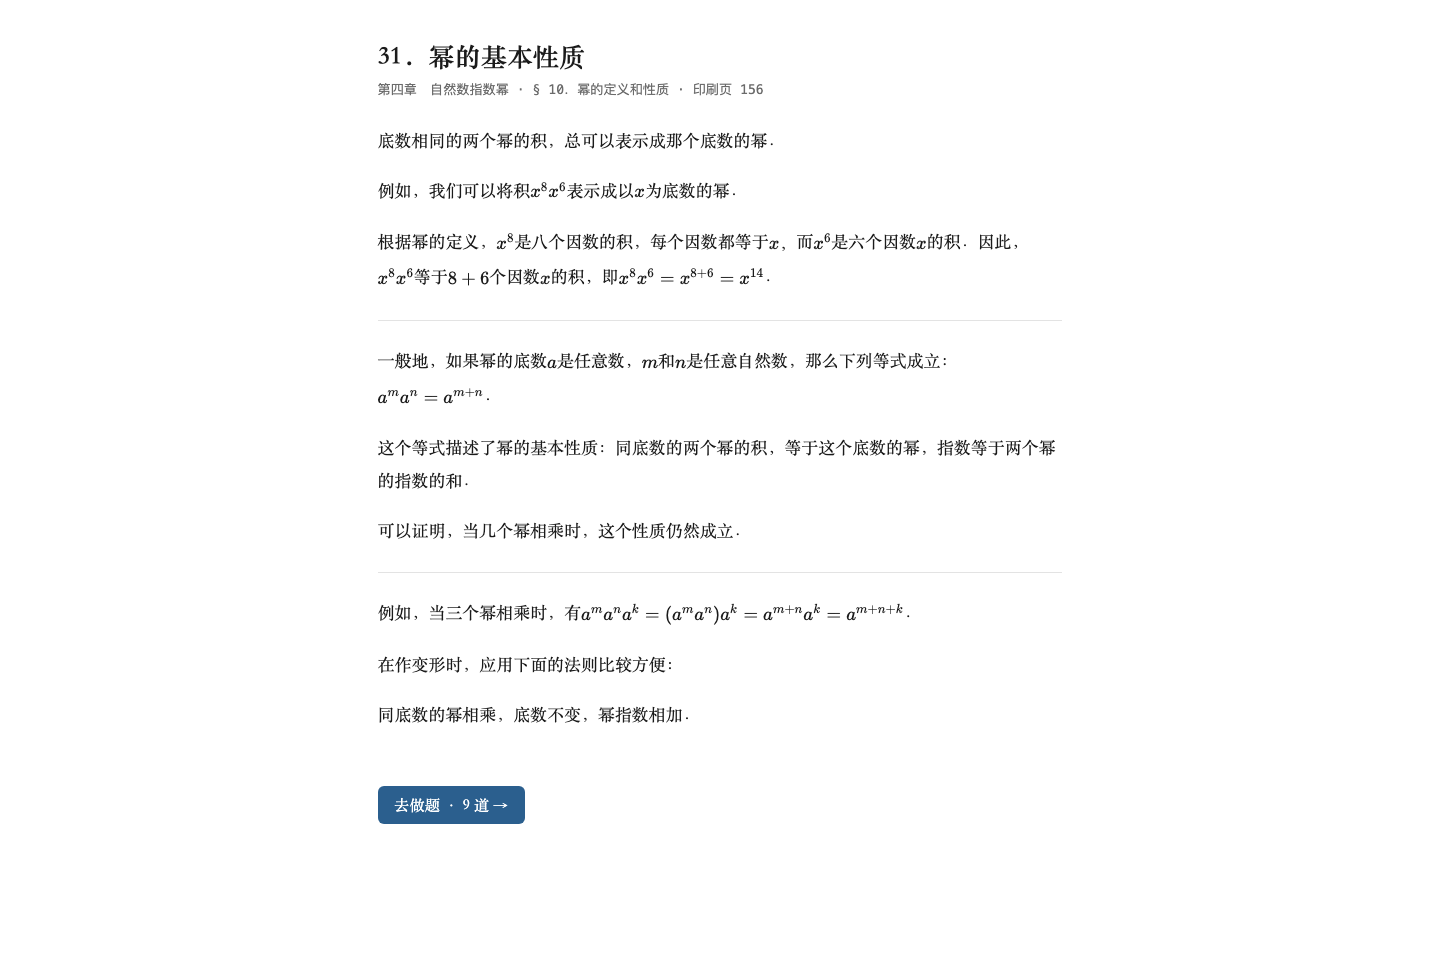 31．幂的基本性质
第四章　自然数指数幂 · § 10. 幂的定义和性质 · 印刷页 156
底数相同的两个幂的积，总可以表示成那个底数的幂．
例如，我们可以将积x⁸x⁶表示成以x为底数的幂．
根据幂的定义，x⁸是八个因数的积，每个因数都等于x，而x⁶是六个因数x的积．因此，
x⁸x⁶等于8 + 6个因数x的积，即x⁸x⁶ = x⁸⁺⁶ = x¹⁴．
一般地，如果幂的底数a是任意数，m和n是任意自然数，那么下列等式成立：
aᵐaⁿ = aᵐ⁺ⁿ．
这个等式描述了幂的基本性质：同底数的两个幂的积，等于这个底数的幂，指数等于两个幂
的指数的和．
可以证明，当几个幂相乘时，这个性质仍然成立．
例如，当三个幂相乘时，有aᵐaⁿaᵏ = (aᵐaⁿ)aᵏ = aᵐ⁺ⁿaᵏ = aᵐ⁺ⁿ⁺ᵏ．
在作变形时，应用下面的法则比较方便：
同底数的幂相乘，底数不变，幂指数相加．
去做题 · 9 道 →